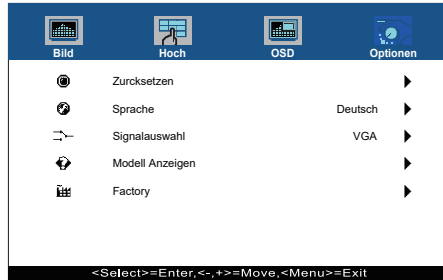 Bild Hoch OSD Optionen
Zurcksetzen
Sprache Deutsch
Signalauswahl VGA
Modell Anzeigen
Factory
<Select>=Enter,<-,+>=Move,<Menu>=Exit